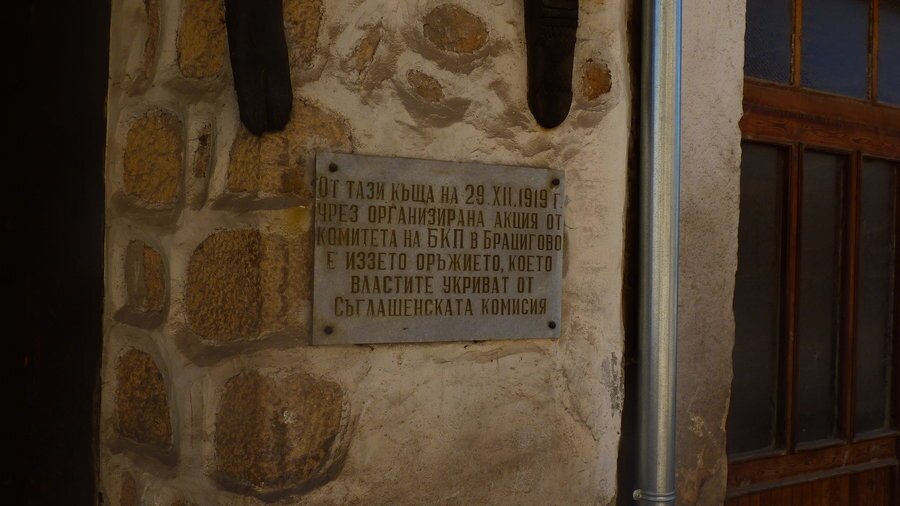 От тази къща на 29.XII.1919 г.
чрез организирана акция от
комитета на БКП в Брацигово
е иззето оръжието, което
властите укриват от
Съглашенската комисия